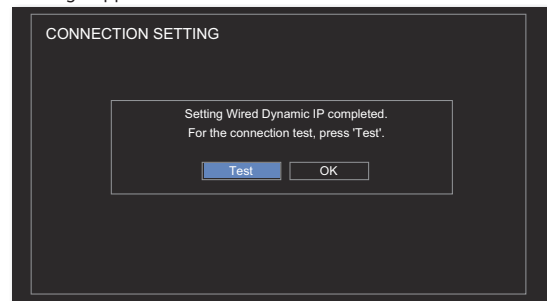 CONNECTION SETTING
Setting Wired Dynamic IP completed.
For the connection test, press 'Test'.
Test OK